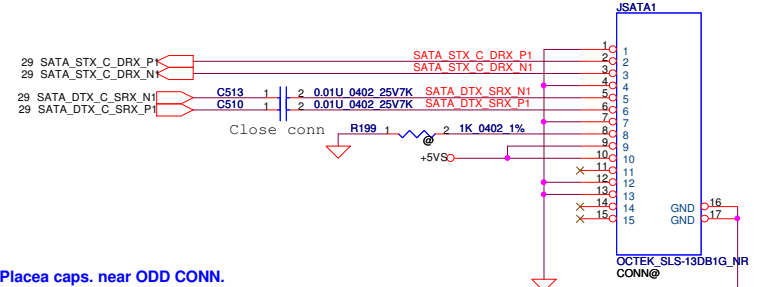 JSATA1
29 SATA_STX_C_DRX_P1 SATA_STX_C_DRX_P1 1 1
29 SATA_STX_C_DRX_N1 SATA_STX_C_DRX_N1 2 2
3 3
4 4
29 SATA_DTX_C_SRX_N1 C513 1 2 0.01U_0402_25V7K SATA_DTX_SRX_N1 5 5
29 SATA_DTX_C_SRX_P1 C510 1 2 0.01U_0402_25V7K SATA_DTX_SRX_P1 6 6
Close conn 7 7
R199 1 2 1K_0402_1% 8 8
@ 9 9
+5VS 10 10
11 11
12 12
13 13
14 14 GND 16
15 15 GND 17
OCTEK_SLS-13DB1G_NR
CONN@
Placea caps. near ODD CONN.